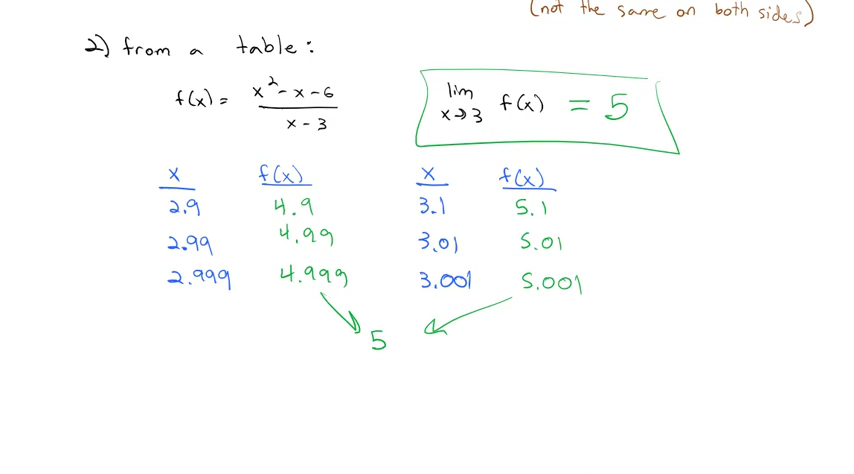 (not the same on both sides)
2) from a table:
f(x) = x² - x - 6 / x - 3
lim x→3 f(x) = 5
x f(x) x f(x)
2.9 4.9 3.1 5.1
2.99 4.99 3.01 5.01
2.999 4.999 3.001 5.001
5